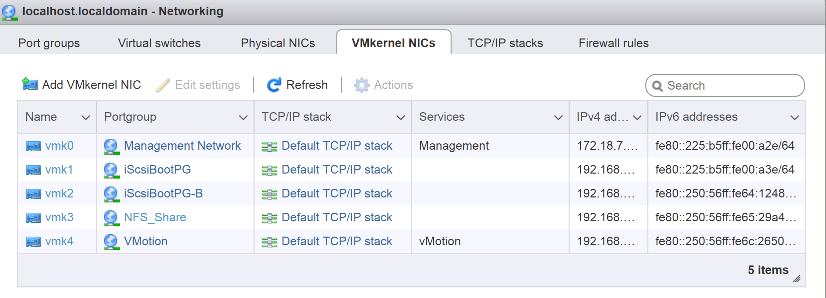 localhost.localdomain - Networking
Port groups Virtual switches Physical NICs VMkernel NICs TCP/IP stacks Firewall rules
Add VMkernel NIC Edit settings Refresh Actions Search
Name Portgroup TCP/IP stack Services IPv4 ad... IPv6 addresses
vmk0 Management Network Default TCP/IP stack Management 172.18.7.... fe80::225:b5ff:fe00:a2e/64
vmk1 iScsiBootPG Default TCP/IP stack 192.168.... fe80::225:b5ff:fe00:a3e/64
vmk2 iScsiBootPG-B Default TCP/IP stack 192.168.... fe80::250:56ff:fe64:1248...
vmk3 NFS_Share Default TCP/IP stack 192.168.... fe80::250:56ff:fe65:29a4...
vmk4 VMotion Default TCP/IP stack vMotion 192.168.... fe80::250:56ff:fe6c:2650...
5 items